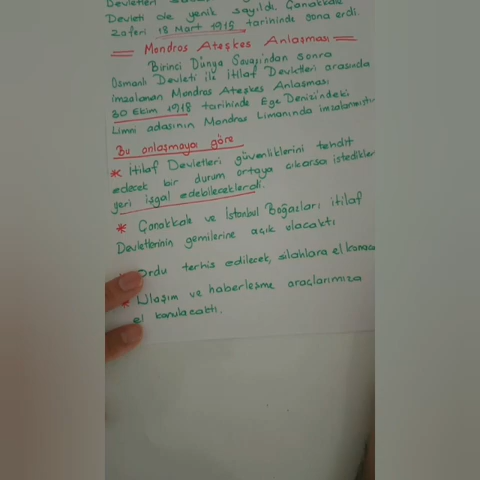 Devleti de yenik sayıldı. Çanakkale
Zaferi 18 Mart 1915 tarihinde sona erdi.
Mondros Ateşkes Anlaşması
Birinci Dünya Savaşından sonra
Osmanlı Devleti ile İtilaf Devletleri arasında
imzalanan Mondros Ateşkes Anlaşması
30 Ekim 1918 tarihinde Ege Denizi'ndeki
Limni adasının Mondros Limanında imzalanmıştır
Bu anlaşmaya göre
* İtilaf Devletleri güvenliklerini tehdit
edecek bir durum ortaya çıkarsa istedikleri
yeri işgal edebileceklerdi.
* Çanakkale ve İstanbul Boğazları itilaf
Devletlerinin gemilerine açık olacaktı
Ordu terhis edilecek, silahlara el konacak
* Ulaşım ve haberleşme araçlarımıza
el konulacaktı.